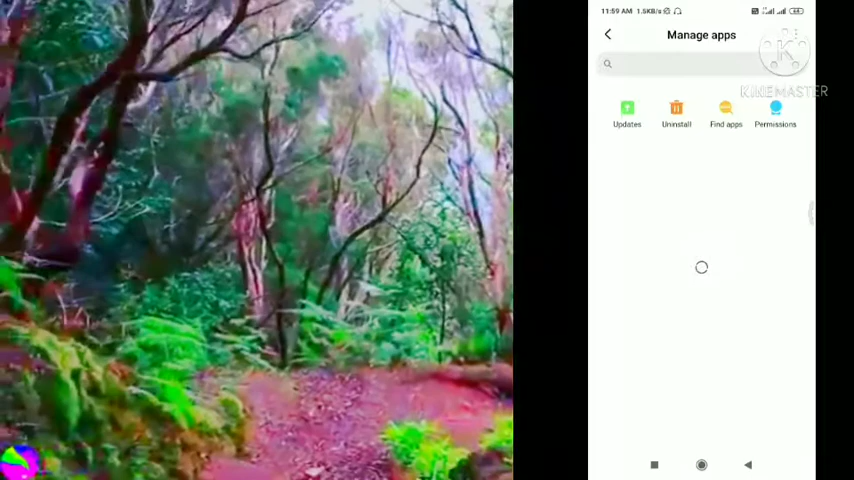 11:59 AM 1.5KB/s
Manage apps
K
KINEMASTER
Updates
Uninstall
Find apps
Permissions